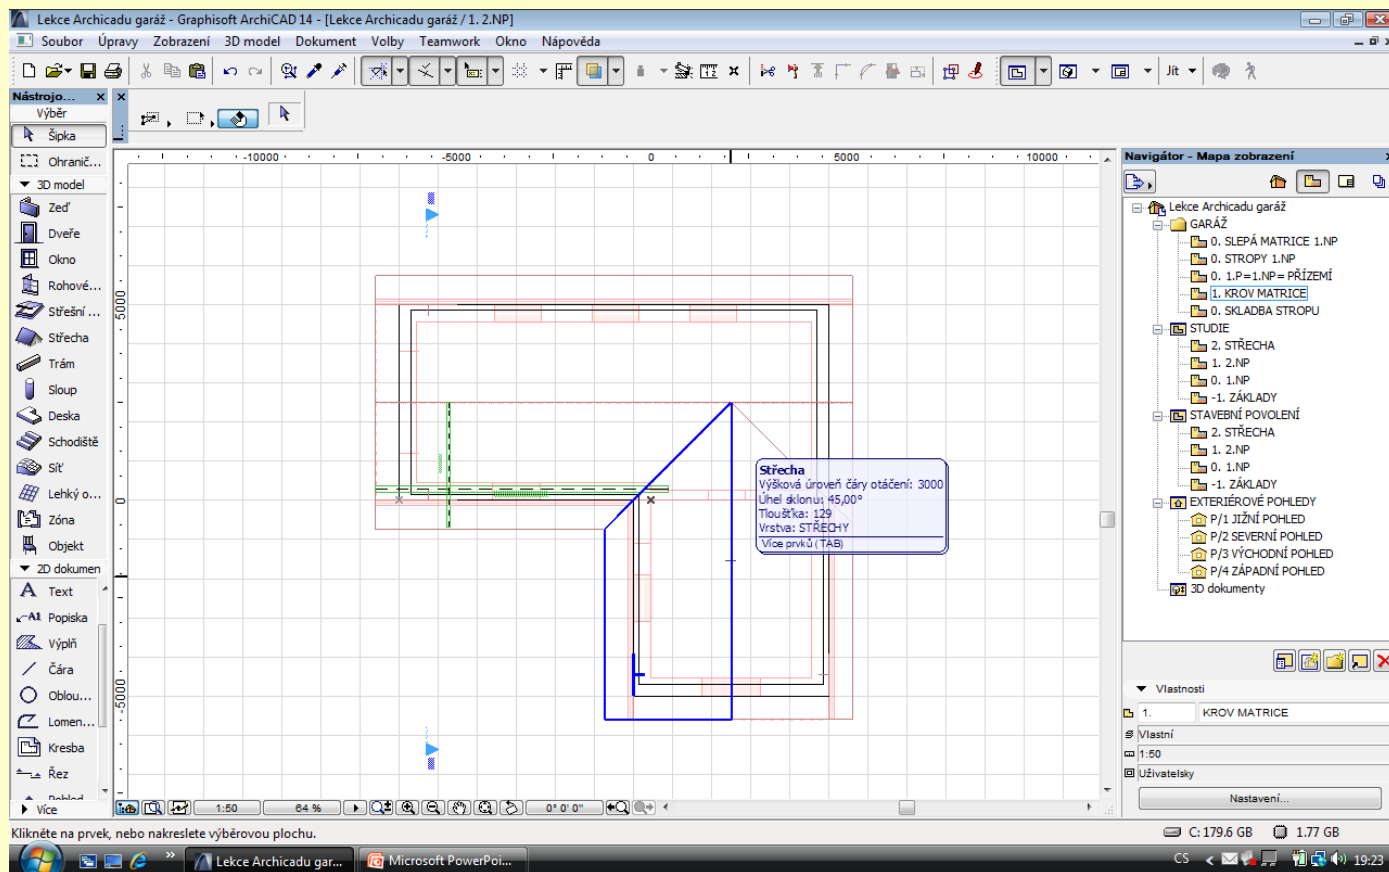 Lekce Archicadu garáž - Graphisoft ArchiCAD 14 - [Lekce Archicadu garáž / 1. 2.NP]
Soubor Úpravy Zobrazení 3D model Dokument Volby Teamwork Okno Nápověda
Jít
Nástrojo...
Výběr
Šipka
Ohranič...
3D model
Zeď
Dveře
Okno
Rohové...
Střešní ...
Střecha
Trám
Sloup
Deska
Schodiště
Síť
Lehký o...
Zóna
Objekt
2D dokumen
Text
A1 Popiska
Výplň
Čára
Oblou...
Lomen...
Kresba
Řez
Pohled
Více
-10000 -5000 0 5000 10000
5000
0
-5000
Střecha
Výšková úroveň čáry otáčení: 3000
Úhel sklonu: 45,00°
Tloušťka: 129
Vrstva: STŘECHY
Více prvků (TAB)
Navigátor - Mapa zobrazení
Lekce Archicadu garáž
GARÁŽ
0. SLEPÁ MATRICE 1.NP
0. STROPY 1.NP
0. 1.P=1.NP= PŘÍZEMÍ
1. KROV MATRICE
0. SKLADBA STROPU
STUDIE
2. STŘECHA
1. 2.NP
0. 1.NP
-1. ZÁKLADY
STAVEBNÍ POVOLENÍ
2. STŘECHA
1. 2.NP
0. 1.NP
-1. ZÁKLADY
EXTERIÉROVÉ POHLEDY
P/1 JIŽNÍ POHLED
P/2 SEVERNÍ POHLED
P/3 VÝCHODNÍ POHLED
P/4 ZÁPADNÍ POHLED
3D dokumenty
Vlastnosti
1. KROV MATRICE
Vlastní
1:50
Uživatelsky
Nastavení...
1:50 64 % 0° 0' 0"
Klikněte na prvek, nebo nakreslete výběrovou plochu.
C: 179.6 GB 1.77 GB
Lekce Archicadu gar... Microsoft PowerPoi... CS 19:23